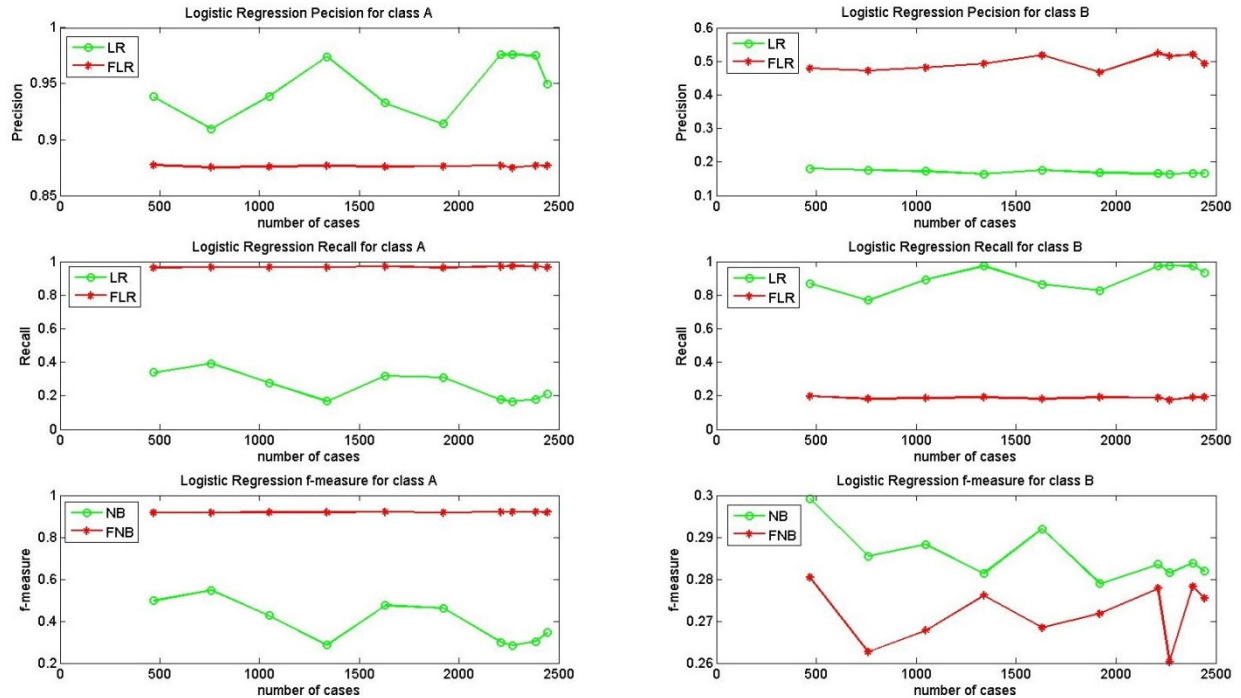 Logistic Regression Pecision for class A
1
0.95
0.9
0.85
Precision
LR
FLR
0 500 1000 1500 2000 2500
number of cases
Logistic Regression Pecision for class B
0.6
0.5
0.4
0.3
0.2
0.1
Precision
LR
FLR
0 500 1000 1500 2000 2500
number of cases
Logistic Regression Recall for class A
1
0.8
0.6
0.4
0.2
0
Recall
LR
FLR
0 500 1000 1500 2000 2500
number of cases
Logistic Regression Recall for class B
1
0.8
0.6
0.4
0.2
0
Recall
LR
FLR
0 500 1000 1500 2000 2500
number of cases
Logistic Regression f-measure for class A
1
0.8
0.6
0.4
0.2
f-measure
NB
FNB
0 500 1000 1500 2000 2500
number of cases
Logistic Regression f-measure for class B
0.3
0.29
0.28
0.27
0.26
f-measure
NB
FNB
0 500 1000 1500 2000 2500
number of cases